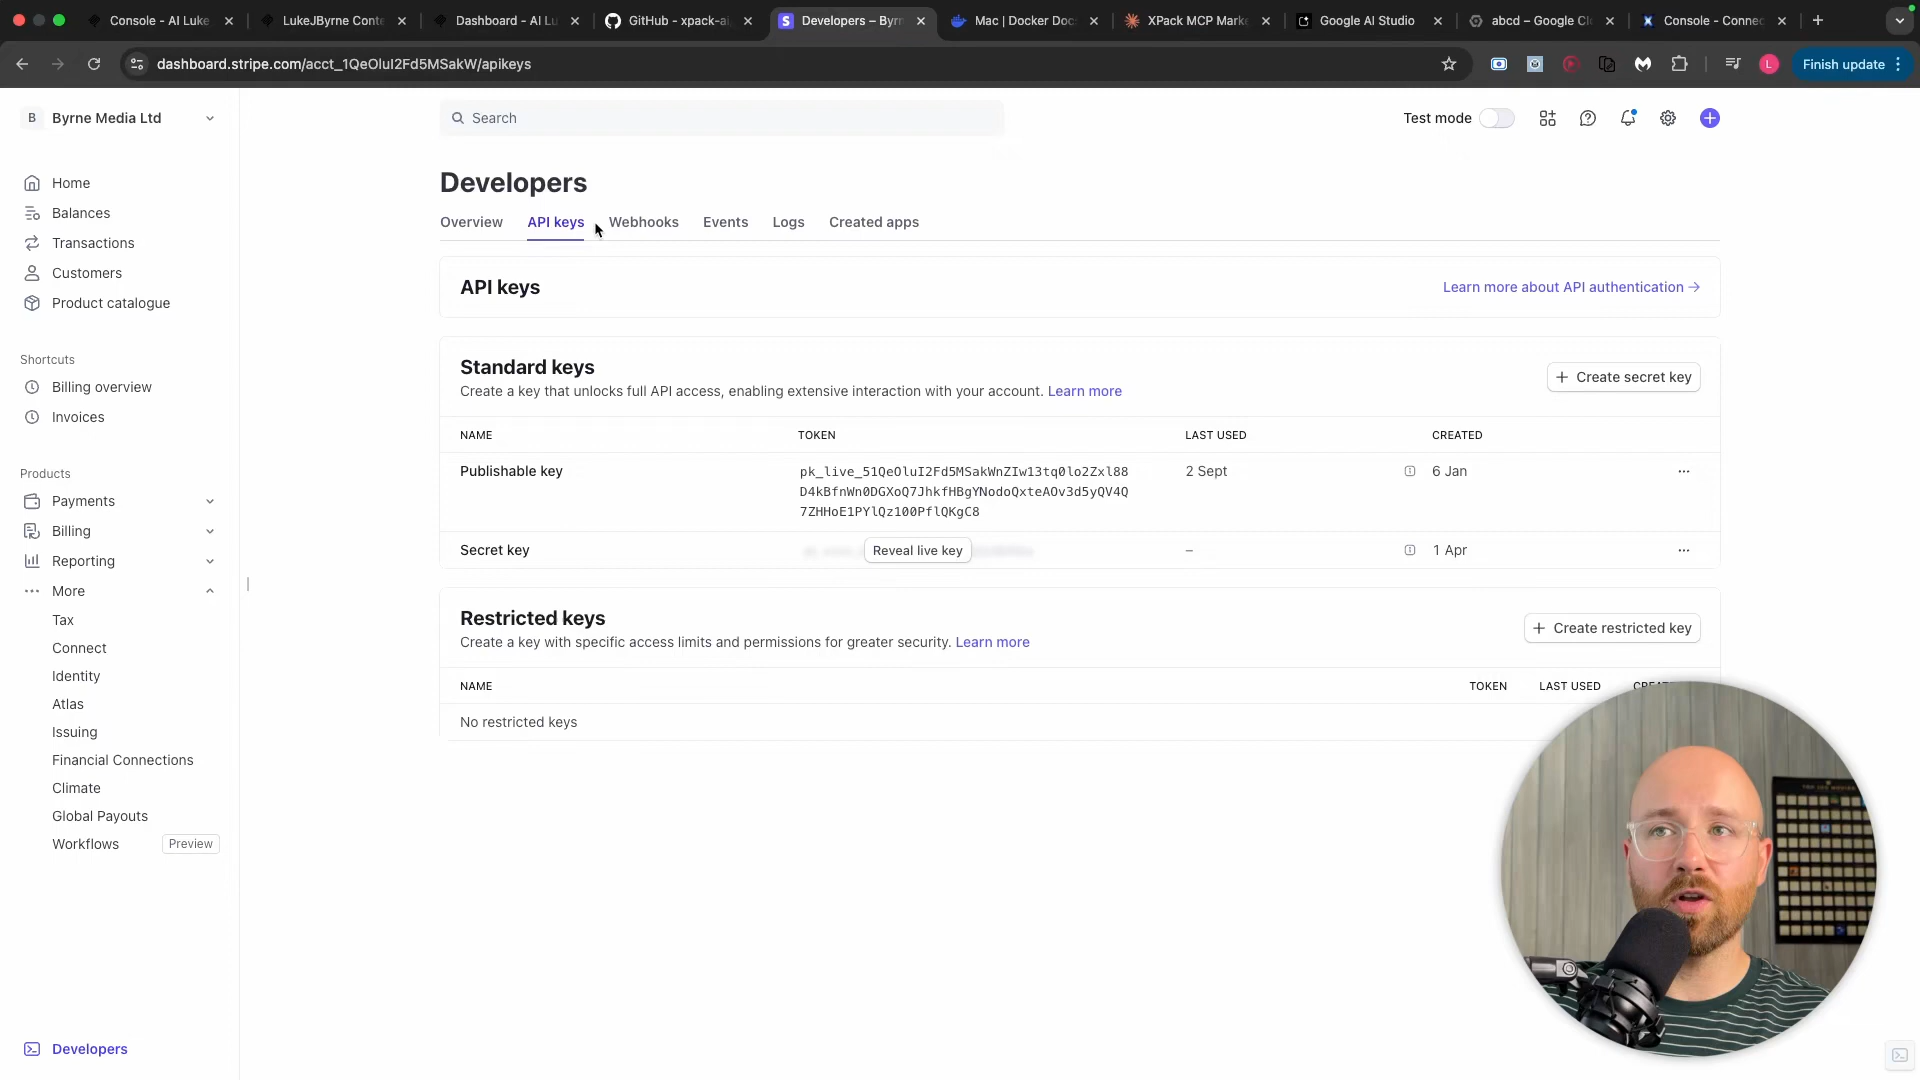 Console - AI Luke
LukeJByrne Conte
Dashboard - AI Lu
GitHub - xpack-ai
Developers – Byrn
Mac | Docker Doc
XPack MCP Mark
Google AI Studio
abcd – Google Cl
Console - Connec
dashboard.stripe.com/acct_1QeOluI2Fd5MSakW/apikeys
L
Finish update
B
Byrne Media Ltd
Search
Test mode
Home
Balances
Transactions
Customers
Product catalogue
Shortcuts
Billing overview
Invoices
Products
Payments
Billing
Reporting
More
Tax
Connect
Identity
Atlas
Issuing
Financial Connections
Climate
Global Payouts
Workflows
Preview
Developers
Developers
Overview
API keys
Webhooks
Events
Logs
Created apps
API keys
Learn more about API authentication →
Standard keys
Create a key that unlocks full API access, enabling extensive interaction with your account. Learn more
+ Create secret key
NAME TOKEN LAST USED CREATED
Publishable key
pk_live_51QeOluI2Fd5MSakWnZIw13tq0lo2Zxl88
D4kBfnWn0DGXoQ7JhkfHBgYNodoQxteAOv3d5yQV4Q
7ZHHoE1PYlQz100PflQKgC8
2 Sept
6 Jan
Secret key
Reveal live key
–
1 Apr
Restricted keys
Create a key with specific access limits and permissions for greater security. Learn more
+ Create restricted key
NAME TOKEN LAST USED
No restricted keys